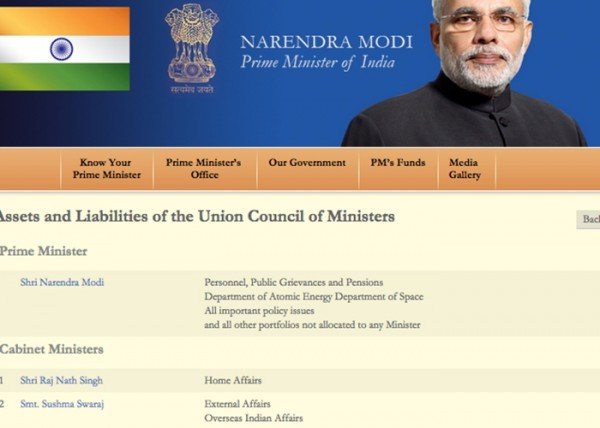 NARENDRA MODI
Prime Minister of India
सत्यमेव जयते
Know Your
Prime Minister
Prime Minister's
Office
Our Government
PM's Funds
Media
Gallery
Assets and Liabilities of the Union Council of Ministers
Back
Prime Minister
Shri Narendra Modi
Personnel, Public Grievances and Pensions
Department of Atomic Energy Department of Space
All important policy issues
and all other portfolios not allocated to any Minister
Cabinet Ministers
1 Shri Raj Nath Singh Home Affairs
2 Smt. Sushma Swaraj External Affairs
Overseas Indian Affairs